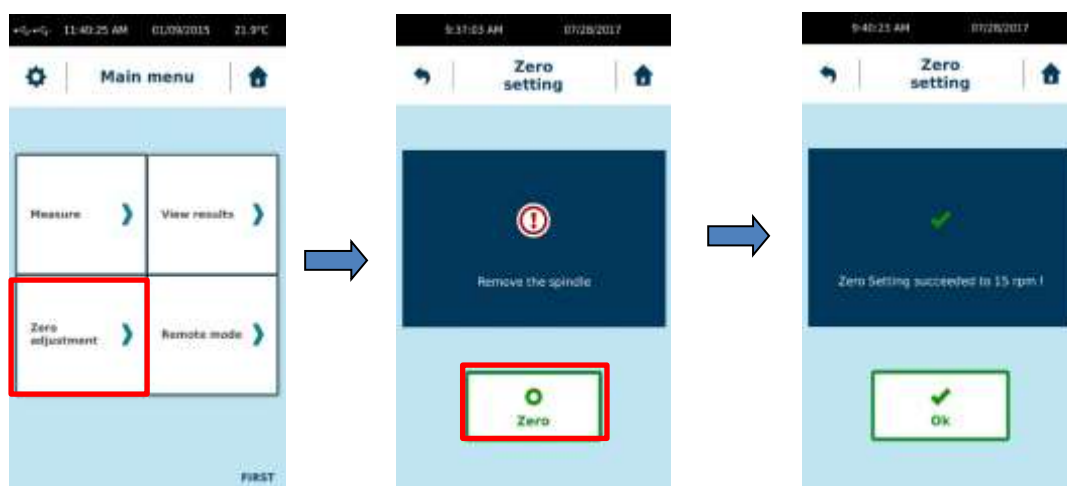 11:40:25 AM 01/09/2015 21.9°C
Main menu
Measure
View results
Zero
adjustment
Remote mode
FIRST
9:37:03 AM 07/28/2017
Zero
setting
Remove the spindle
Zero
9:40:23 AM 07/28/2017
Zero
setting
Zero Setting succeeded to 15 rpm !
Ok